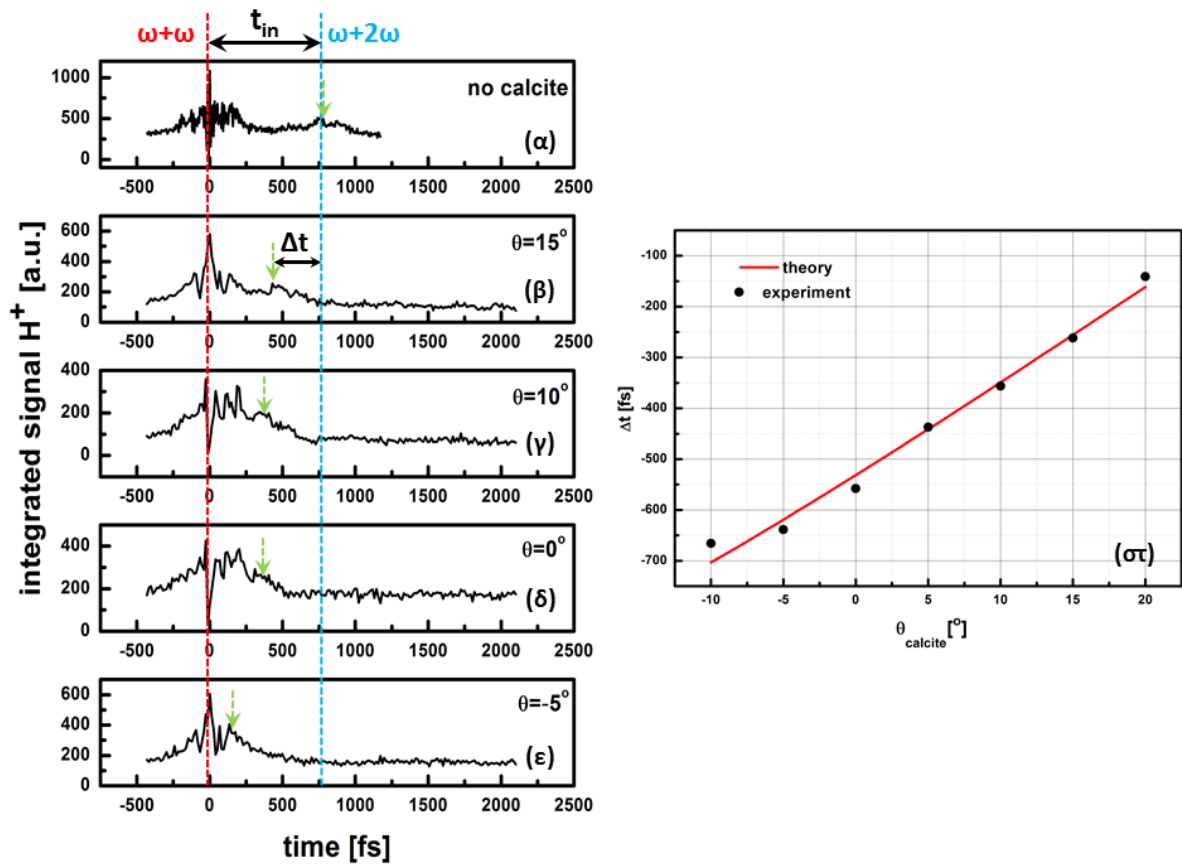 ω+ω
t_in
ω+2ω
integrated signal H⁺ [a.u.]
1000
500
0
no calcite
(α)
-500 0 500 1000 1500 2000 2500
600
400
200
0
θ=15°
Δt
(β)
-500 0 500 1000 1500 2000 2500
400
200
0
θ=10°
(γ)
-500 0 500 1000 1500 2000 2500
400
200
0
θ=0°
(δ)
-500 0 500 1000 1500 2000 2500
600
400
200
0
θ=-5°
(ε)
-500 0 500 1000 1500 2000 2500
time [fs]
Δt [fs]
-100
-200
-300
-400
-500
-600
-700
theory
experiment
(στ)
-10 -5 0 5 10 15 20
θ_calcite[°]